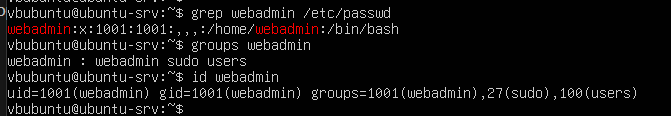 vbubuntu@ubuntu-srv:~$ grep webadmin /etc/passwd
webadmin:x:1001:1001:,,,:/home/webadmin:/bin/bash
vbubuntu@ubuntu-srv:~$ groups webadmin
webadmin : webadmin sudo users
vbubuntu@ubuntu-srv:~$ id webadmin
uid=1001(webadmin) gid=1001(webadmin) groups=1001(webadmin),27(sudo),100(users)
vbubuntu@ubuntu-srv:~$